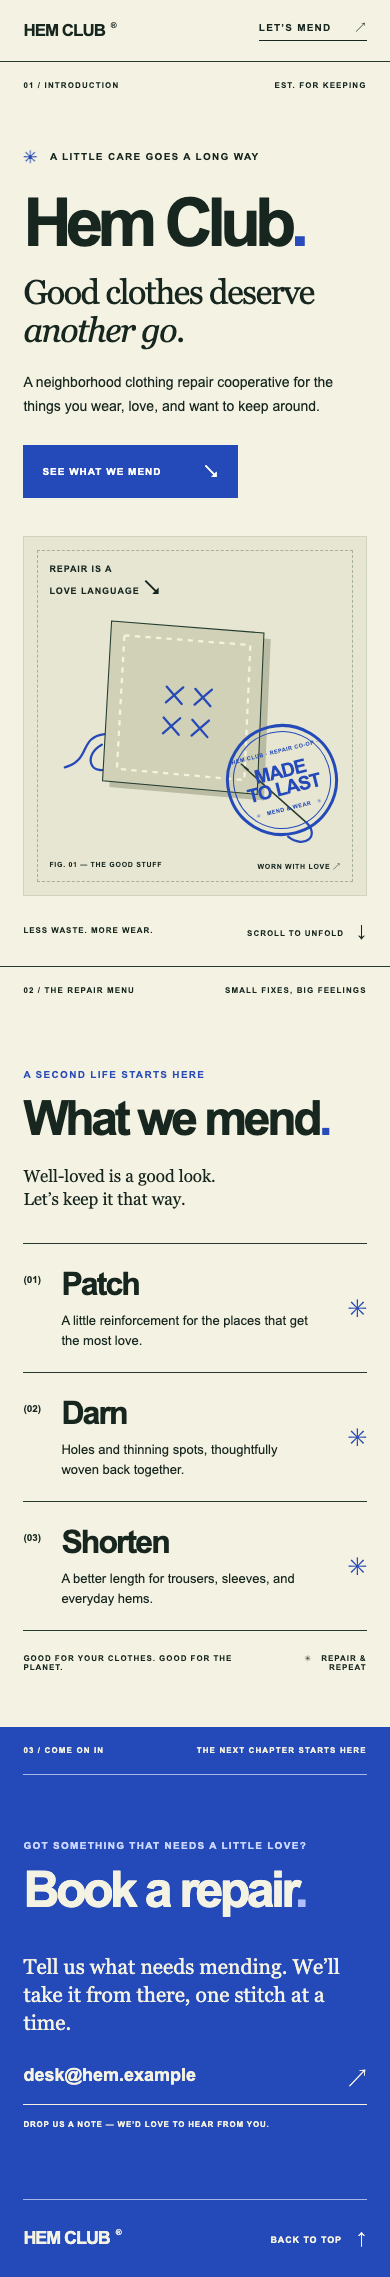 HEM CLUB ®
LET'S MEND ↗
01 / INTRODUCTION
EST. FOR KEEPING
A LITTLE CARE GOES A LONG WAY
Hem Club.
Good clothes deserve
another go.
A neighborhood clothing repair cooperative for the
things you wear, love, and want to keep around.
SEE WHAT WE MEND ↘
REPAIR IS A
LOVE LANGUAGE ↘
HEM CLUB · REPAIR CO-OP
MADE
TO LAST
MEND & WEAR
FIG. 01 — THE GOOD STUFF
WORN WITH LOVE ↗
LESS WASTE. MORE WEAR.
SCROLL TO UNFOLD ↓
02 / THE REPAIR MENU
SMALL FIXES, BIG FEELINGS
A SECOND LIFE STARTS HERE
What we mend.
Well-loved is a good look.
Let's keep it that way.
(01)
Patch
A little reinforcement for the places that get
the most love.
(02)
Darn
Holes and thinning spots, thoughtfully
woven back together.
(03)
Shorten
A better length for trousers, sleeves, and
everyday hems.
GOOD FOR YOUR CLOTHES. GOOD FOR THE
PLANET.
✳ REPAIR &
REPEAT
03 / COME ON IN
THE NEXT CHAPTER STARTS HERE
GOT SOMETHING THAT NEEDS A LITTLE LOVE?
Book a repair.
Tell us what needs mending. We'll
take it from there, one stitch at a
time.
desk@hem.example ↗
DROP US A NOTE — WE'D LOVE TO HEAR FROM YOU.
HEM CLUB ®
BACK TO TOP ↑